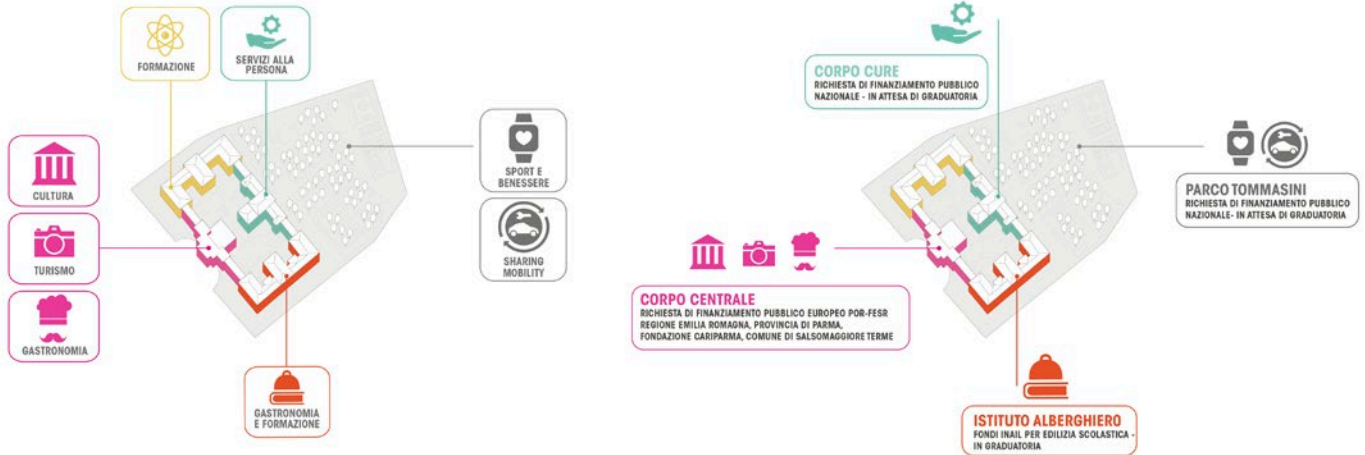 FORMAZIONE
SERVIZI ALLA
PERSONA
CULTURA
TURISMO
GASTRONOMIA
SPORT E
BENESSERE
SHARING
MOBILITY
GASTRONOMIA
E FORMAZIONE
CORPO CURE
RICHIESTA DI FINANZIAMENTO PUBBLICO
NAZIONALE - IN ATTESA DI GRADUATORIA
PARCO TOMMASINI
RICHIESTA DI FINANZIAMENTO PUBBLICO
NAZIONALE- IN ATTESA DI GRADUATORIA
CORPO CENTRALE
RICHIESTA DI FINANZIAMENTO PUBBLICO EUROPEO POR-FESR
REGIONE EMILIA ROMAGNA, PROVINCIA DI PARMA,
FONDAZIONE CARIPARMA, COMUNE DI SALSOMAGGIORE TERME
ISTITUTO ALBERGHIERO
FONDI INAIL PER EDILIZIA SCOLASTICA -
IN GRADUATORIA